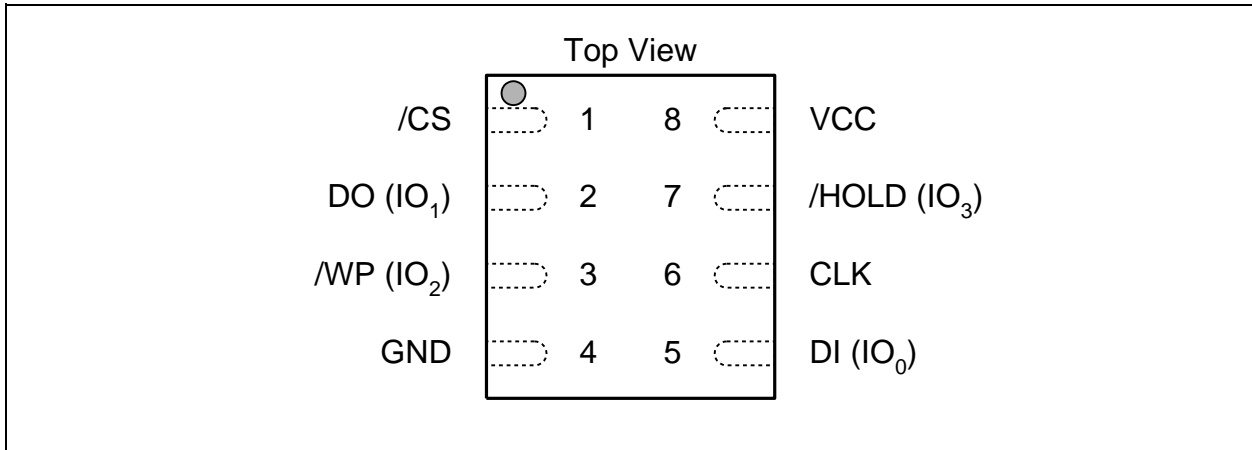 Top View
/CS 1 8 VCC
DO (IO1) 2 7 /HOLD (IO3)
/WP (IO2) 3 6 CLK
GND 4 5 DI (IO0)